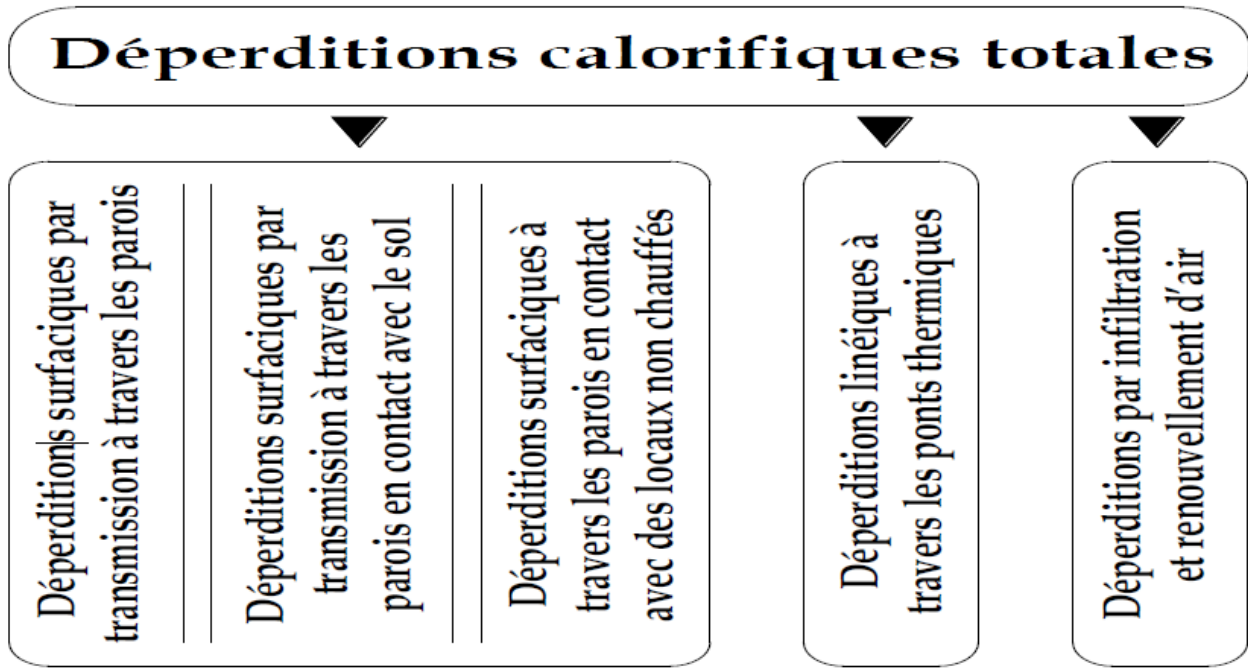 Déperditions calorifiques totales
Déperditions surfaciques par
transmission à travers les parois
Déperditions surfaciques par
transmission à travers les
parois en contact avec le sol
Déperditions surfaciques à
travers les parois en contact
avec des locaux non chauffés
Déperditions linéiques à
travers les ponts thermiques
Déperditions par infiltration
et renouvellement d'air